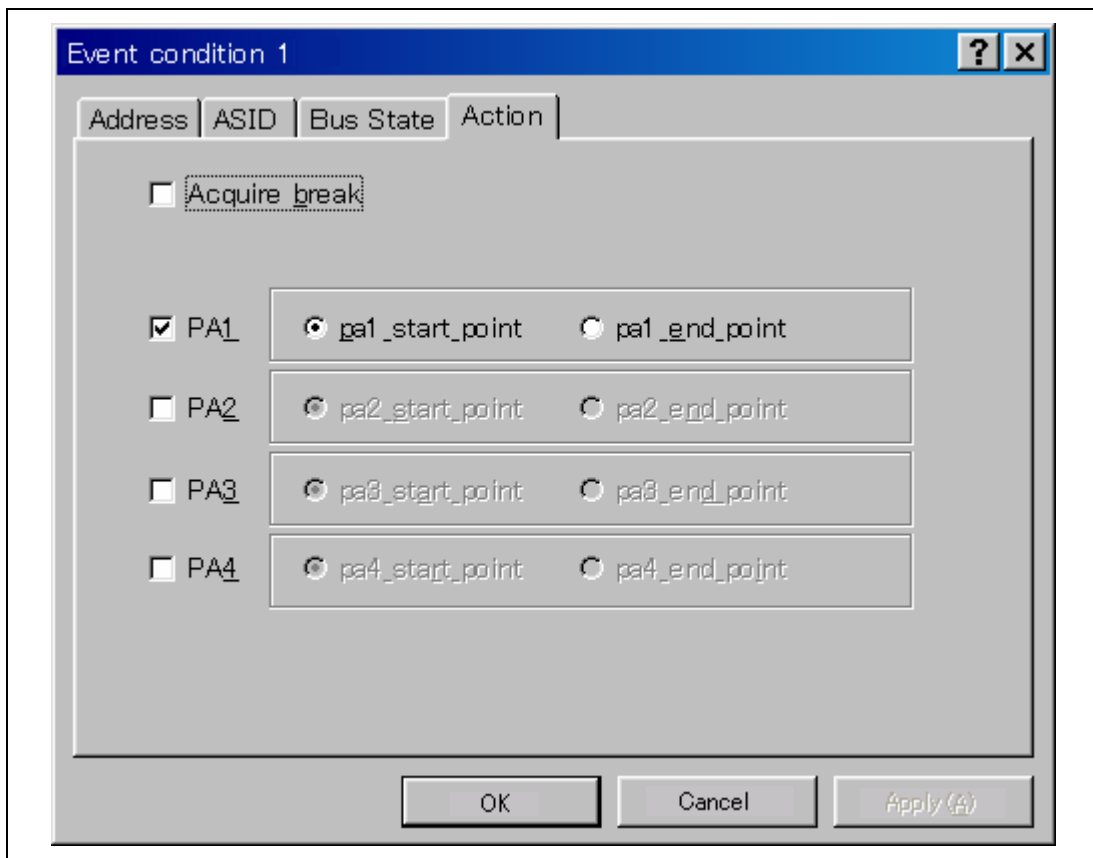 Event condition 1
Address ASID Bus State Action
Acquire break
PA1 pa1_start_point pa1_end_point
PA2 pa2_start_point pa2_end_point
PA3 pa3_start_point pa3_end_point
PA4 pa4_start_point pa4_end_point
OK Cancel Apply(A)